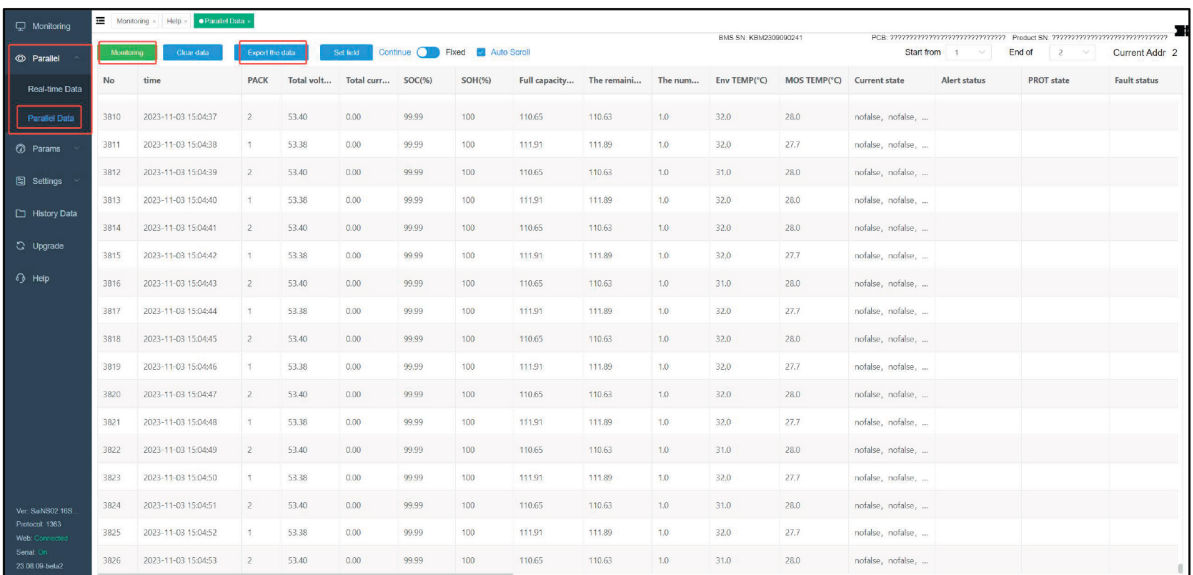 Monitoring
Parallel
Real-time Data
Parallel Data
Params
Settings
History Data
Upgrade
Help
Ver: SaiNS02 16S...
Protocol: 1363
Web: Connected
Serial: On
23.08.09-beta2
Monitoring × Help × Parallel Data ×
BMS SN: KBM2309090241 PCB: ?????????????????????????????? Product SN: ??????????????????????????????
Monitoring Clear data Export the data Set field Continue Fixed Auto Scroll Start from 1 End of 2 Current Addr 2
No time PACK Total volt... Total curr... SOC(%) SOH(%) Full capacity... The remaini... The num... Env TEMP(°C) MOS TEMP(°C) Current state Alert status PROT state Fault status
3810 2023-11-03 15:04:37 2 53.40 0.00 99.99 100 110.65 110.63 1.0 32.0 28.0 nofalse, nofalse, ...
3811 2023-11-03 15:04:38 1 53.38 0.00 99.99 100 111.91 111.89 1.0 32.0 27.7 nofalse, nofalse, ...
3812 2023-11-03 15:04:39 2 53.40 0.00 99.99 100 110.65 110.63 1.0 31.0 28.0 nofalse, nofalse, ...
3813 2023-11-03 15:04:40 1 53.38 0.00 99.99 100 111.91 111.89 1.0 32.0 28.0 nofalse, nofalse, ...
3814 2023-11-03 15:04:41 2 53.40 0.00 99.99 100 110.65 110.63 1.0 32.0 28.0 nofalse, nofalse, ...
3815 2023-11-03 15:04:42 1 53.38 0.00 99.99 100 111.91 111.89 1.0 32.0 27.7 nofalse, nofalse, ...
3816 2023-11-03 15:04:43 2 53.40 0.00 99.99 100 110.65 110.63 1.0 31.0 28.0 nofalse, nofalse, ...
3817 2023-11-03 15:04:44 1 53.38 0.00 99.99 100 111.91 111.89 1.0 32.0 27.7 nofalse, nofalse, ...
3818 2023-11-03 15:04:45 2 53.40 0.00 99.99 100 110.65 110.63 1.0 32.0 28.0 nofalse, nofalse, ...
3819 2023-11-03 15:04:46 1 53.38 0.00 99.99 100 111.91 111.89 1.0 32.0 27.7 nofalse, nofalse, ...
3820 2023-11-03 15:04:47 2 53.40 0.00 99.99 100 110.65 110.63 1.0 32.0 28.0 nofalse, nofalse, ...
3821 2023-11-03 15:04:48 1 53.38 0.00 99.99 100 111.91 111.89 1.0 32.0 27.7 nofalse, nofalse, ...
3822 2023-11-03 15:04:49 2 53.40 0.00 99.99 100 110.65 110.63 1.0 31.0 28.0 nofalse, nofalse, ...
3823 2023-11-03 15:04:50 1 53.38 0.00 99.99 100 111.91 111.89 1.0 32.0 27.7 nofalse, nofalse, ...
3824 2023-11-03 15:04:51 2 53.40 0.00 99.99 100 110.65 110.63 1.0 31.0 28.0 nofalse, nofalse, ...
3825 2023-11-03 15:04:52 1 53.38 0.00 99.99 100 111.91 111.89 1.0 32.0 27.7 nofalse, nofalse, ...
3826 2023-11-03 15:04:53 2 53.40 0.00 99.99 100 110.65 110.63 1.0 32.0 28.0 nofalse, nofalse, ...